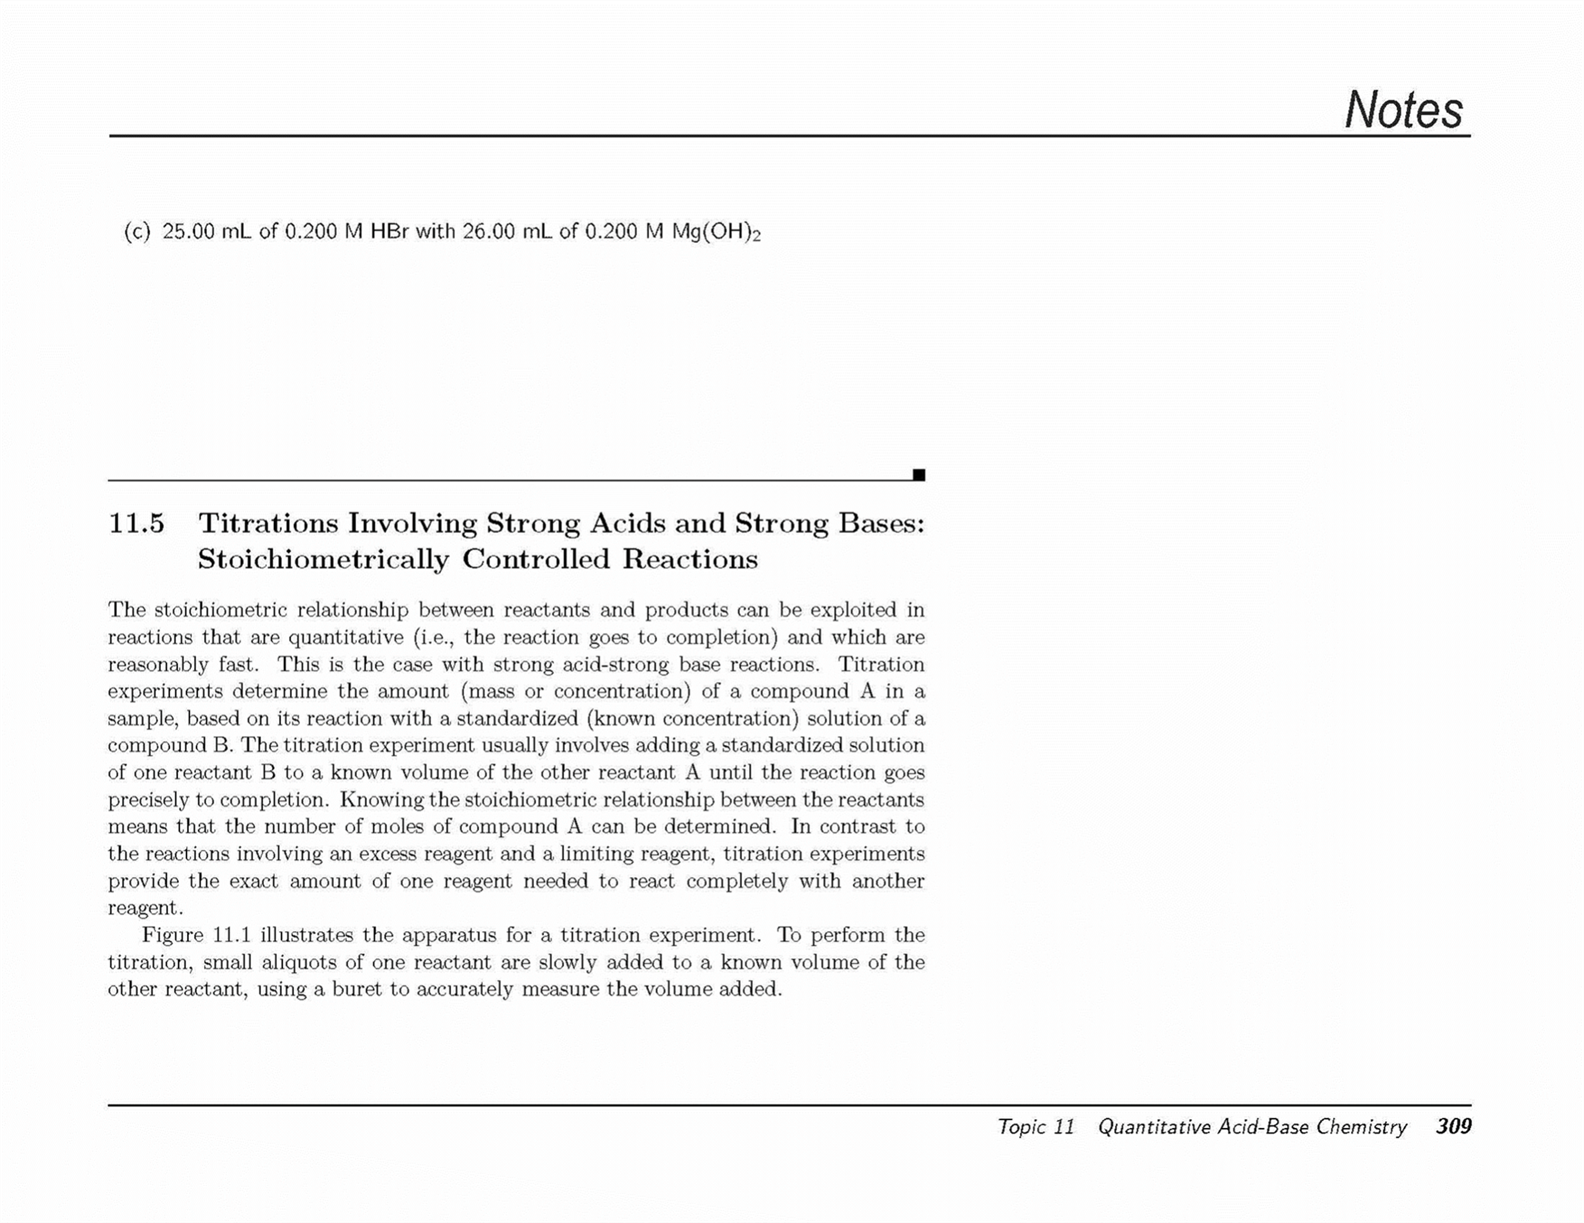 Notes
(c) 25.00 mL of 0.200 M HBr with 26.00 mL of 0.200 M Mg(OH)₂
11.5 Titrations Involving Strong Acids and Strong Bases:
Stoichiometrically Controlled Reactions
The stoichiometric relationship between reactants and products can be exploited in
reactions that are quantitative (i.e., the reaction goes to completion) and which are
reasonably fast. This is the case with strong acid-strong base reactions. Titration
experiments determine the amount (mass or concentration) of a compound A in a
sample, based on its reaction with a standardized (known concentration) solution of a
compound B. The titration experiment usually involves adding a standardized solution
of one reactant B to a known volume of the other reactant A until the reaction goes
precisely to completion. Knowing the stoichiometric relationship between the reactants
means that the number of moles of compound A can be determined. In contrast to
the reactions involving an excess reagent and a limiting reagent, titration experiments
provide the exact amount of one reagent needed to react completely with another
reagent.
Figure 11.1 illustrates the apparatus for a titration experiment. To perform the
titration, small aliquots of one reactant are slowly added to a known volume of the
other reactant, using a buret to accurately measure the volume added.
Topic 11 Quantitative Acid-Base Chemistry 309